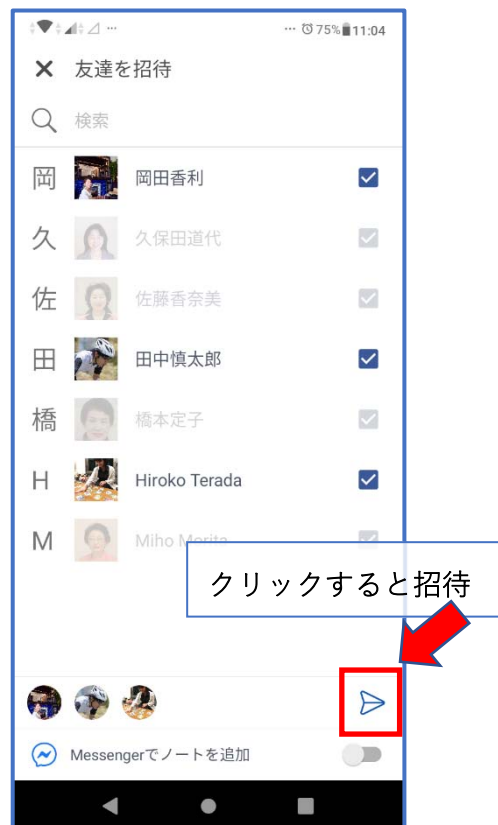 … … 75% 11:04
× 友達を招待
検索
岡 岡田香利
久 久保田道代
佐 佐藤香奈美
田 田中慎太郎
橋 橋本定子
H Hiroko Terada
M Miho Morita
クリックすると招待
Messengerでノートを追加